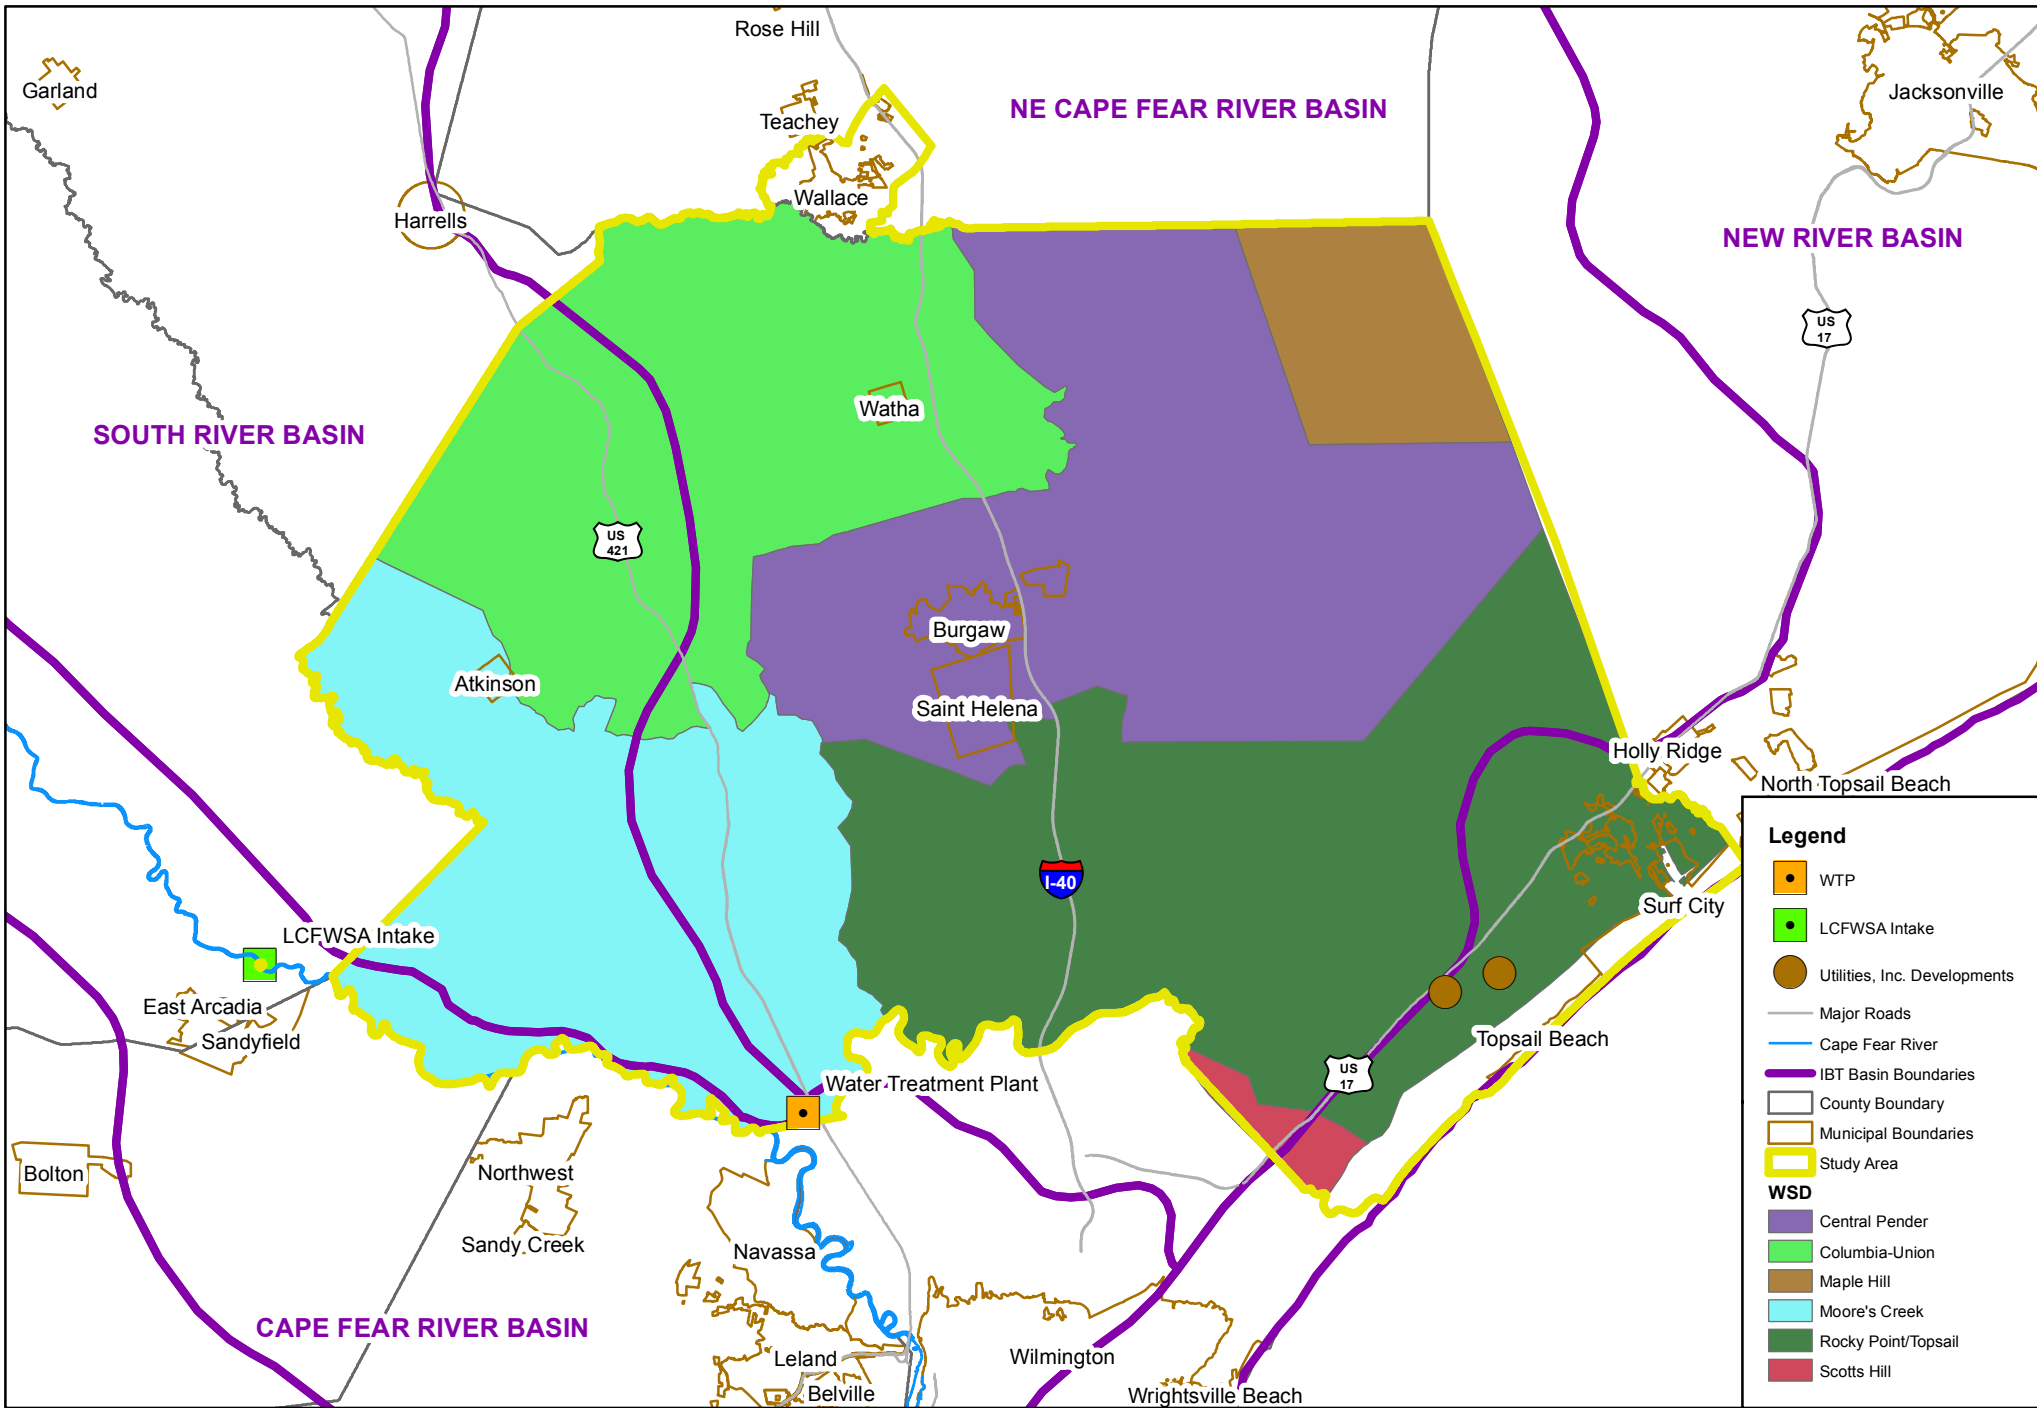 Rose Hill
Garland
Jacksonville
NE CAPE FEAR RIVER BASIN
Teachey
Wallace
Harrells
NEW RIVER BASIN
US
17
Watha
SOUTH RIVER BASIN
US
421
Burgaw
Atkinson
Saint Helena
Holly Ridge
North Topsail Beach
I-40
Surf City
LCFWSA Intake
East Arcadia
Sandyfield
Topsail Beach
US
17
Water Treatment Plant
Bolton
Northwest
Sandy Creek
Navassa
CAPE FEAR RIVER BASIN
Leland
Wilmington
Belville
Wrightsville Beach
Legend
WTP
LCFWSA Intake
Utilities, Inc. Developments
Major Roads
Cape Fear River
IBT Basin Boundaries
County Boundary
Municipal Boundaries
Study Area
WSD
Central Pender
Columbia-Union
Maple Hill
Moore's Creek
Rocky Point/Topsail
Scotts Hill